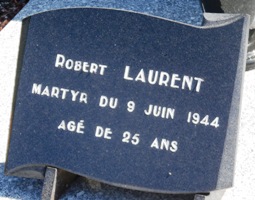 ROBERT LAURENT
MARTYR DU 9 JUIN 1944
AGÉ DE 25 ANS